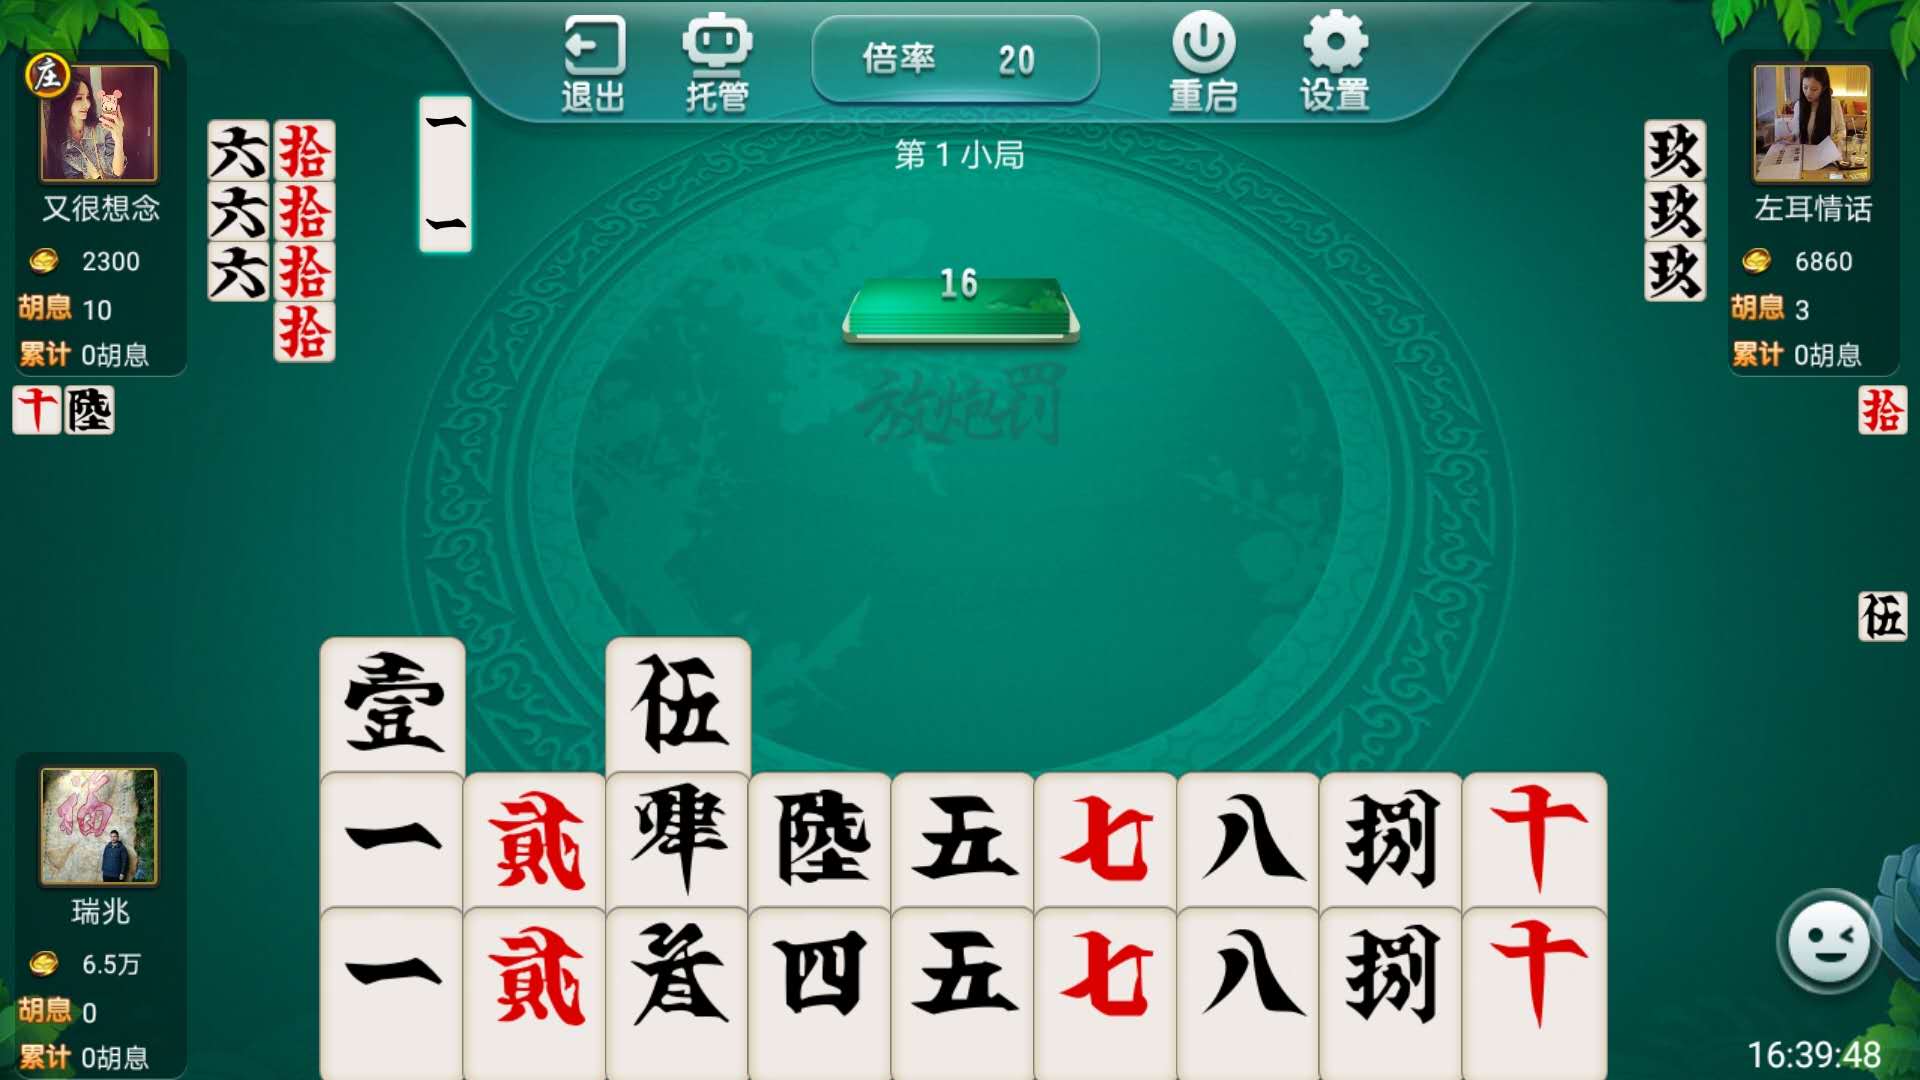 退出
托管
倍率 20
重启
设置
第1小局
庄
又很想念
2300
胡息 10
累计 0胡息
十 陸
六 拾
六 拾
六 拾
拾
一
一
16
放炮罚
玖
玖
玖
左耳情话
6860
胡息 3
累计 0胡息
拾
伍
壹 伍
一 貳 肆 陸 五 七 八 捌 十
一 貳 叁 四 五 七 八 捌 十
福
瑞兆
6.5万
胡息 0
累计 0胡息
16:39:48